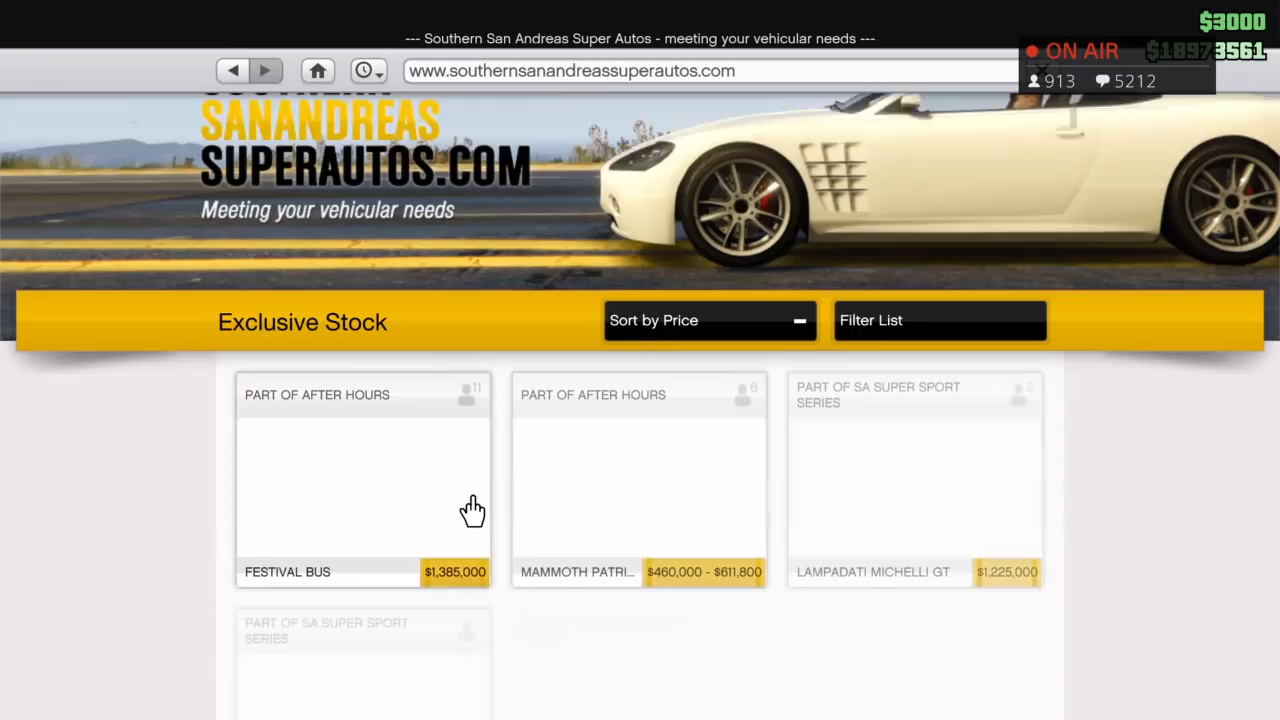 $3000
--- Southern San Andreas Super Autos - meeting your vehicular needs ---
ON AIR
$18973561
www.southernsanandreassuperautos.com
913 5212
SOUTHERN
SANANDREAS
SUPERAUTOS.COM
Meeting your vehicular needs
Exclusive Stock
Sort by Price
Filter List
PART OF AFTER HOURS
11
PART OF AFTER HOURS
6
PART OF SA SUPER SPORT
SERIES
2
FESTIVAL BUS
$1,385,000
MAMMOTH PATRI...
$460,000 - $611,800
LAMPADATI MICHELLI GT
$1,225,000
PART OF SA SUPER SPORT
SERIES